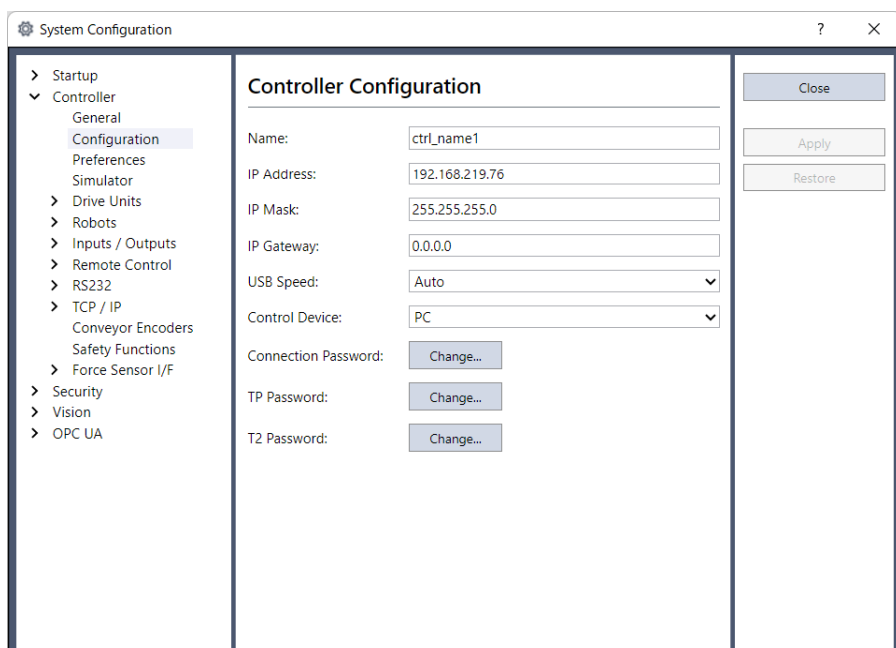 System Configuration
?
Startup
Controller
General
Configuration
Preferences
Simulator
Drive Units
Robots
Inputs / Outputs
Remote Control
RS232
TCP / IP
Conveyor Encoders
Safety Functions
Force Sensor I/F
Security
Vision
OPC UA
Controller Configuration
Name: ctrl_name1
IP Address: 192.168.219.76
IP Mask: 255.255.255.0
IP Gateway: 0.0.0.0
USB Speed: Auto
Control Device: PC
Connection Password: Change...
TP Password: Change...
T2 Password: Change...
Close
Apply
Restore